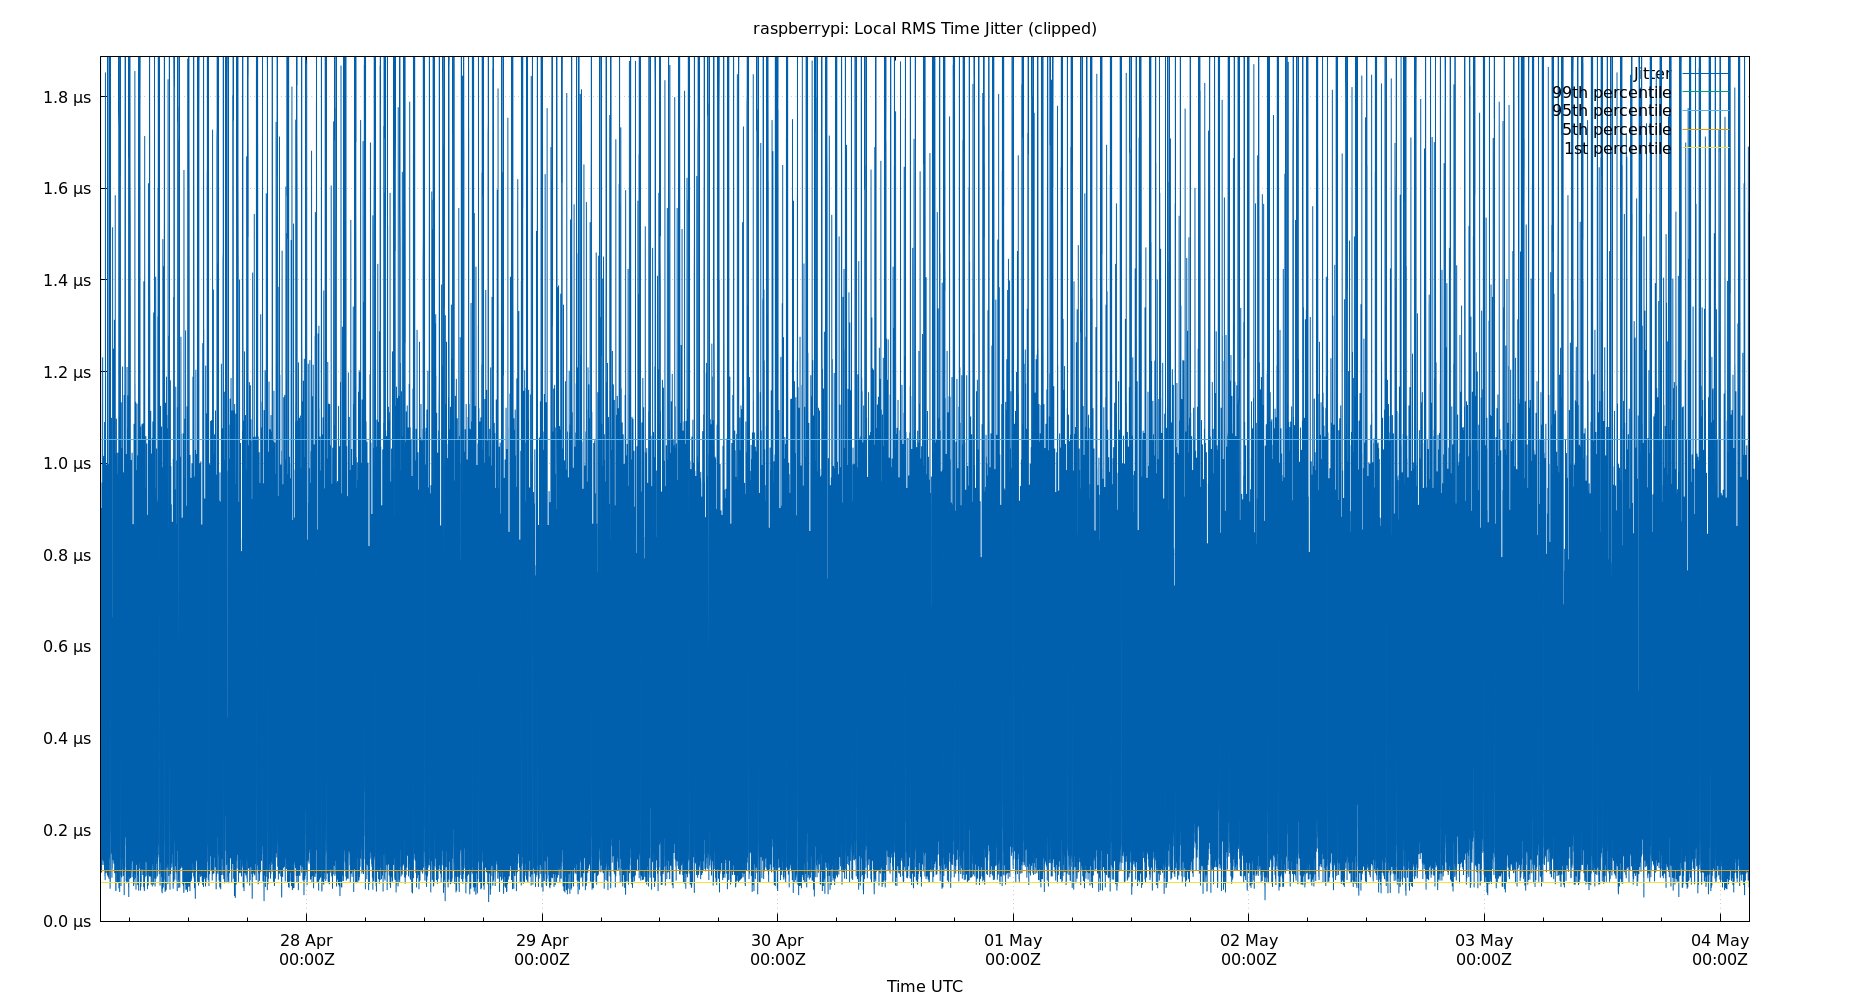 raspberrypi: Local RMS Time Jitter (clipped)
Jitter
99th percentile
95th percentile
5th percentile
1st percentile
1.8 µs
1.6 µs
1.4 µs
1.2 µs
1.0 µs
0.8 µs
0.6 µs
0.4 µs
0.2 µs
0.0 µs
28 Apr 29 Apr 30 Apr 01 May 02 May 03 May 04 May
00:00Z 00:00Z 00:00Z 00:00Z 00:00Z 00:00Z 00:00Z
Time UTC